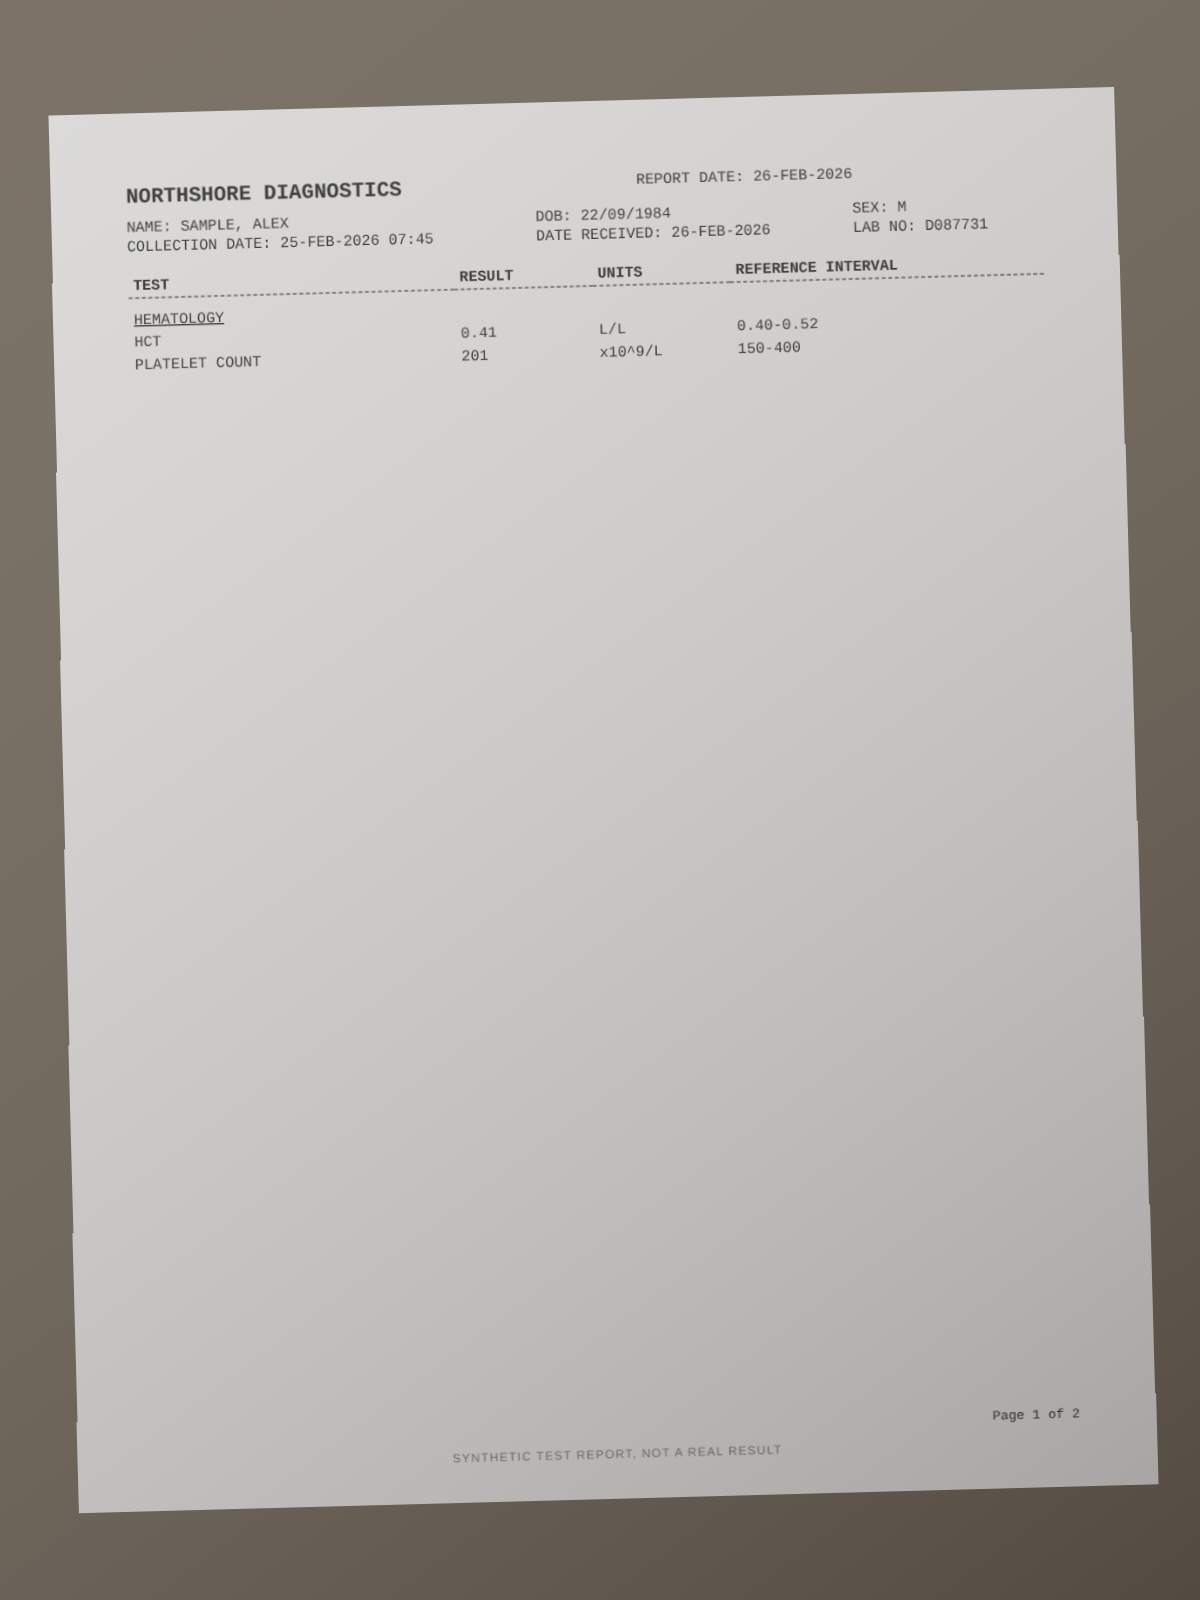 NORTHSHORE DIAGNOSTICS REPORT DATE: 26-FEB-2026
NAME: SAMPLE, ALEX DOB: 22/09/1984 SEX: M
COLLECTION DATE: 25-FEB-2026 07:45 DATE RECEIVED: 26-FEB-2026 LAB NO: D087731
TEST RESULT UNITS REFERENCE INTERVAL
HEMATOLOGY
HCT 0.41 L/L 0.40-0.52
PLATELET COUNT 201 x10^9/L 150-400
Page 1 of 2
SYNTHETIC TEST REPORT, NOT A REAL RESULT